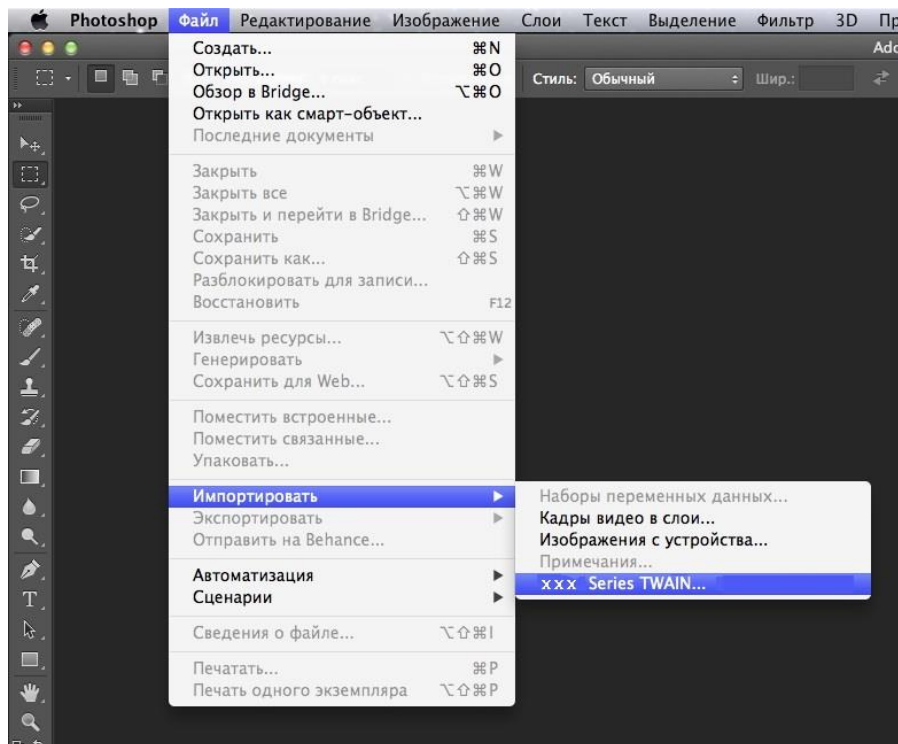 Photoshop Файл Редактирование Изображение Слои Текст Выделение Фильтр 3D Пр
Ado
Стиль: Обычный Шир.:
Создать... ⌘N
Открыть... ⌘O
Обзор в Bridge... ⌥⌘O
Открыть как смарт-объект...
Последние документы
Закрыть ⌘W
Закрыть все ⌥⌘W
Закрыть и перейти в Bridge... ⇧⌘W
Сохранить ⌘S
Сохранить как... ⇧⌘S
Разблокировать для записи...
Восстановить F12
Извлечь ресурсы... ⌥⇧⌘W
Генерировать
Сохранить для Web... ⌥⇧⌘S
Поместить встроенные...
Поместить связанные...
Упаковать...
Импортировать
Экспортировать
Отправить на Behance...
Автоматизация
Сценарии
Сведения о файле... ⌥⇧⌘I
Печатать... ⌘P
Печать одного экземпляра ⌥⇧⌘P
Наборы переменных данных...
Кадры видео в слои...
Изображения с устройства...
Примечания...
xxx Series TWAIN...
T